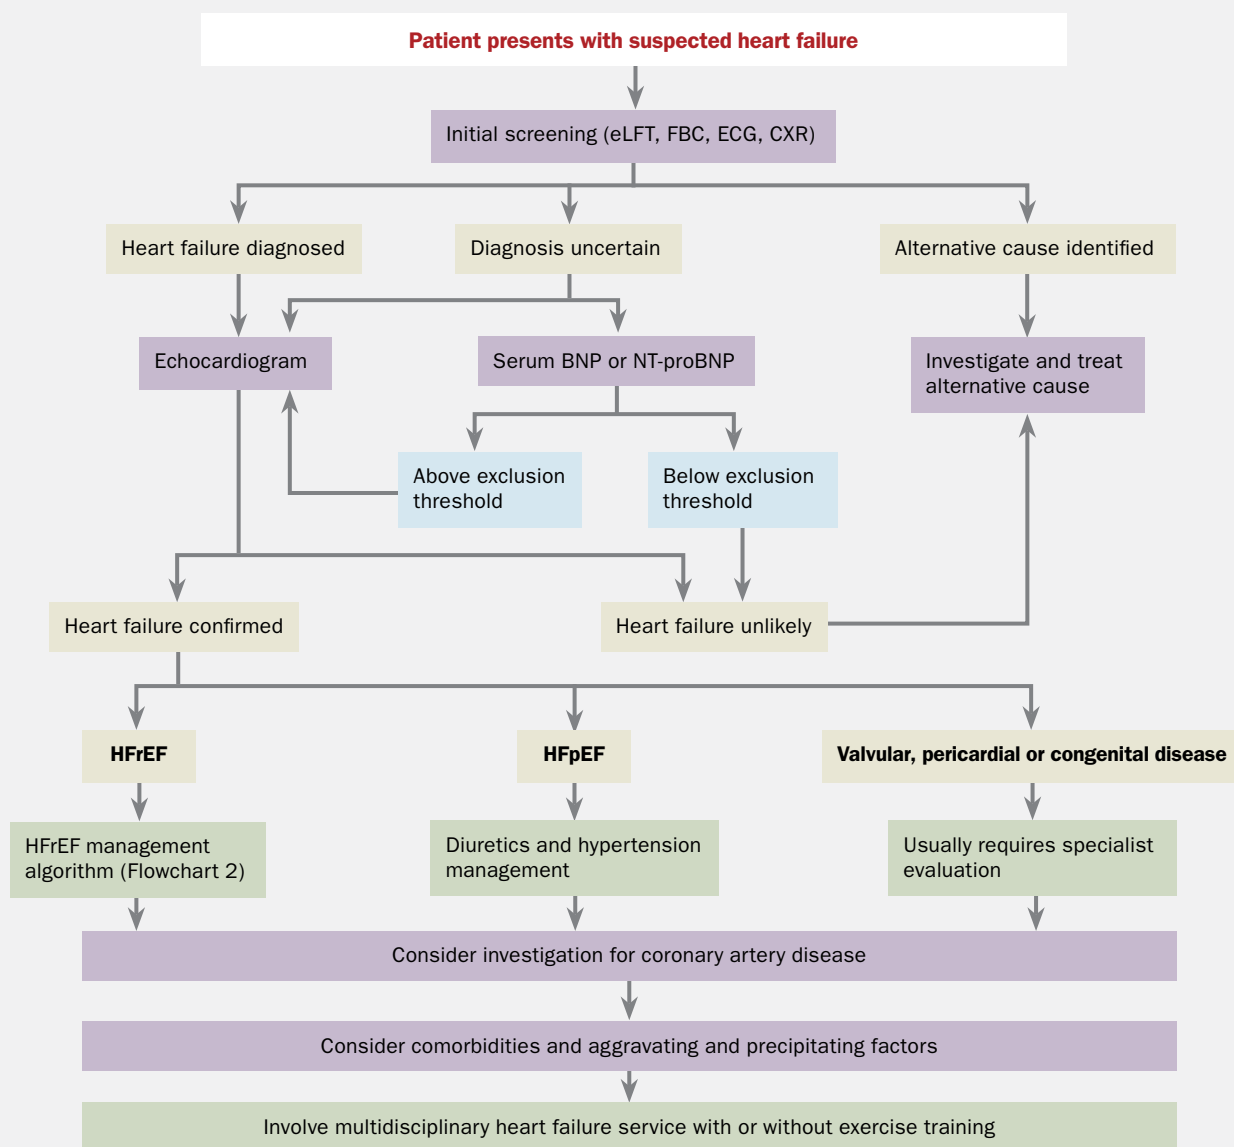 Patient presents with suspected heart failure
Initial screening (eLFT, FBC, ECG, CXR)
Heart failure diagnosed
Diagnosis uncertain
Alternative cause identified
Echocardiogram
Serum BNP or NT-proBNP
Investigate and treat
alternative cause
Above exclusion
threshold
Below exclusion
threshold
Heart failure confirmed
Heart failure unlikely
HFrEF
HFpEF
Valvular, pericardial or congenital disease
HFrEF management
algorithm (Flowchart 2)
Diuretics and hypertension
management
Usually requires specialist
evaluation
Consider investigation for coronary artery disease
Consider comorbidities and aggravating and precipitating factors
Involve multidisciplinary heart failure service with or without exercise training